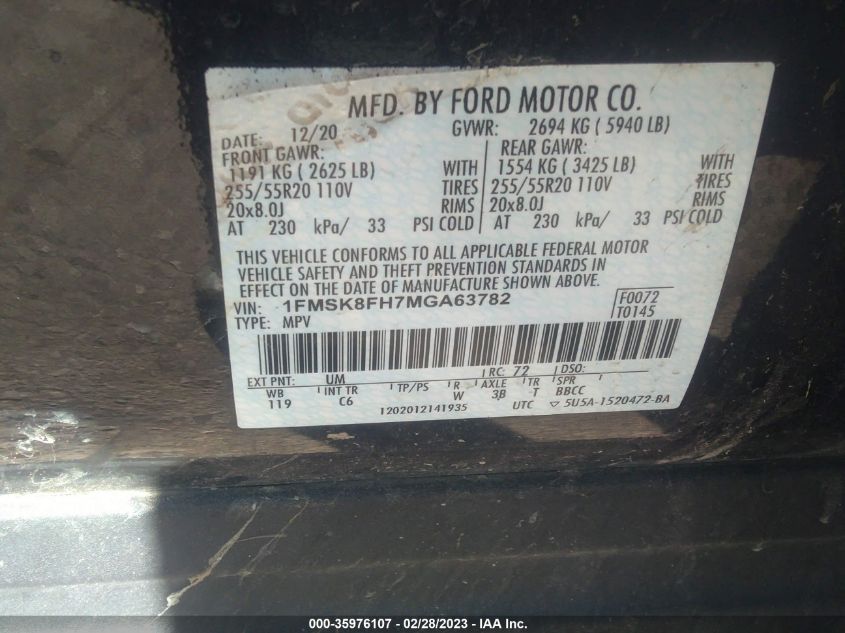 MFD. BY FORD MOTOR CO.
DATE: 12/20 GVWR: 2694 KG ( 5940 LB)
FRONT GAWR: REAR GAWR:
1191 KG ( 2625 LB) WITH 1554 KG ( 3425 LB) WITH
255/55R20 110V TIRES 255/55R20 110V TIRES
20x8.0J RIMS 20x8.0J RIMS
AT 230 kPa/ 33 PSI COLD AT 230 kPa/ 33 PSI COLD
THIS VEHICLE CONFORMS TO ALL APPLICABLE FEDERAL MOTOR
VEHICLE SAFETY AND THEFT PREVENTION STANDARDS IN
EFFECT ON THE DATE OF MANUFACTURE SHOWN ABOVE.
VIN: 1FMSK8FH7MGA63782 F0072
TYPE: MPV T0145
EXT PNT: UM RC: 72 DSO:
WB INT TR TP/PS R AXLE TR SPR
119 C6 W 3B T BBCC
1202012141935 UTC ▽ 5U5A-1520472-BA
000-35976107 - 02/28/2023 - IAA Inc.